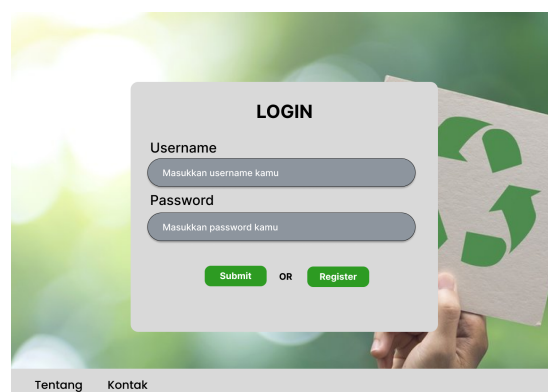 LOGIN
Username
Masukkan username kamu
Password
Masukkan password kamu
Submit OR Register
Tentang Kontak